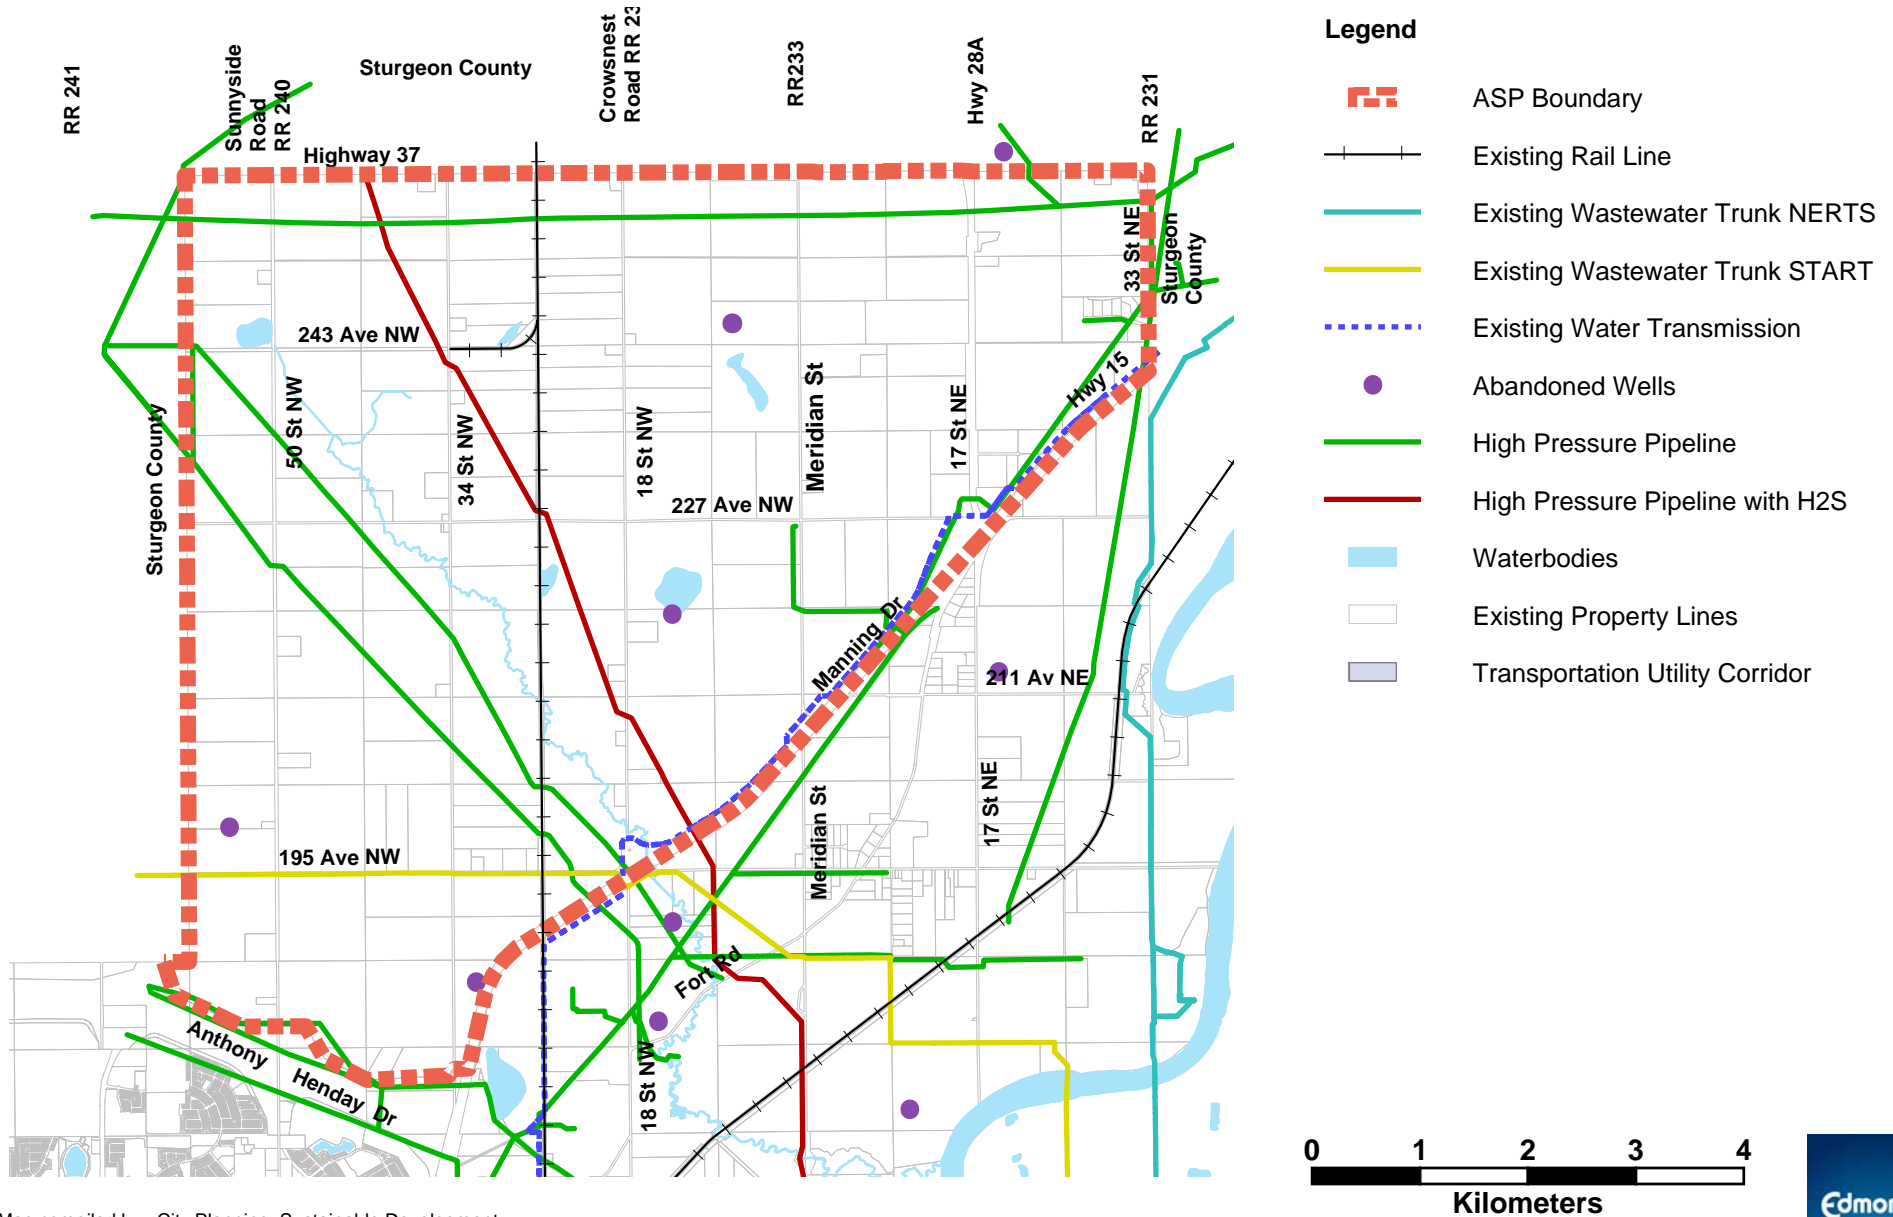 RR 241
Sunnyside
Road
RR 240
Sturgeon County
Crowsnest
Road RR 23
RR233
Hwy 28A
RR 231
Highway 37
33 St NE
Sturgeon
County
243 Ave NW
Hwy 15
Sturgeon County
50 St NW
34 St NW
18 St NW
Meridian St
17 St NE
227 Ave NW
Manning Dr
211 Av NE
195 Ave NW
Meridian St
17 St NE
Fort Rd
Anthony
Henday Dr
18 St NW
Legend
ASP Boundary
Existing Rail Line
Existing Wastewater Trunk NERTS
Existing Wastewater Trunk START
Existing Water Transmission
Abandoned Wells
High Pressure Pipeline
High Pressure Pipeline with H2S
Waterbodies
Existing Property Lines
Transportation Utility Corridor
0 1 2 3 4
Kilometers